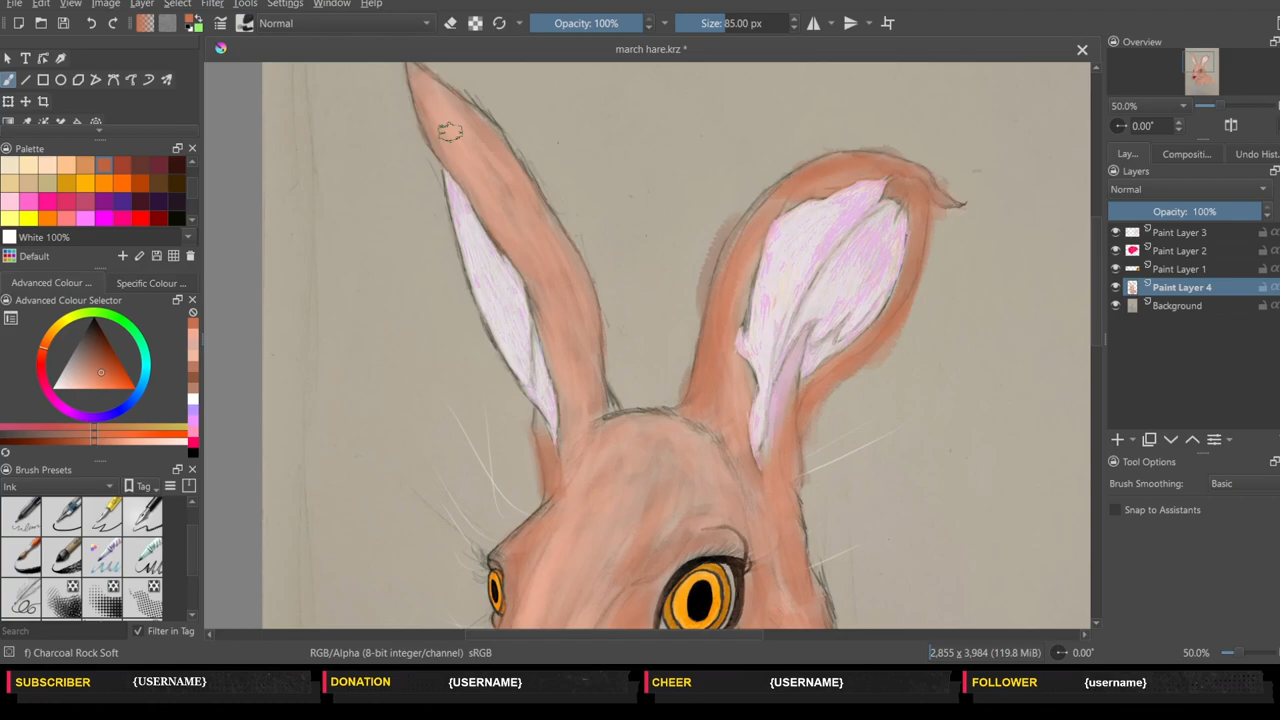 File Edit View Image Layer Select Filter Tools Settings Window Help
Normal
Opacity: 100%
Size: 85.00 px
march hare.krz *
Palette
White 100%
Default
Advanced Colour ...
Specific Colour ...
Advanced Colour Selector
Brush Presets
Ink
Tag
Search
Filter in Tag
f) Charcoal Rock Soft
RGB/Alpha (8-bit integer/channel) sRGB
2,855 x 3,984 (119.8 MiB)
0.00°
50.0%
Overview
50.0%
0.00°
Lay...
Compositi...
Undo Hist...
Layers
Normal
Opacity: 100%
Paint Layer 3
Paint Layer 2
Paint Layer 1
Paint Layer 4
Background
Tool Options
Brush Smoothing:
Basic
Snap to Assistants
SUBSCRIBER {USERNAME}
DONATION {USERNAME}
CHEER {USERNAME}
FOLLOWER {username}